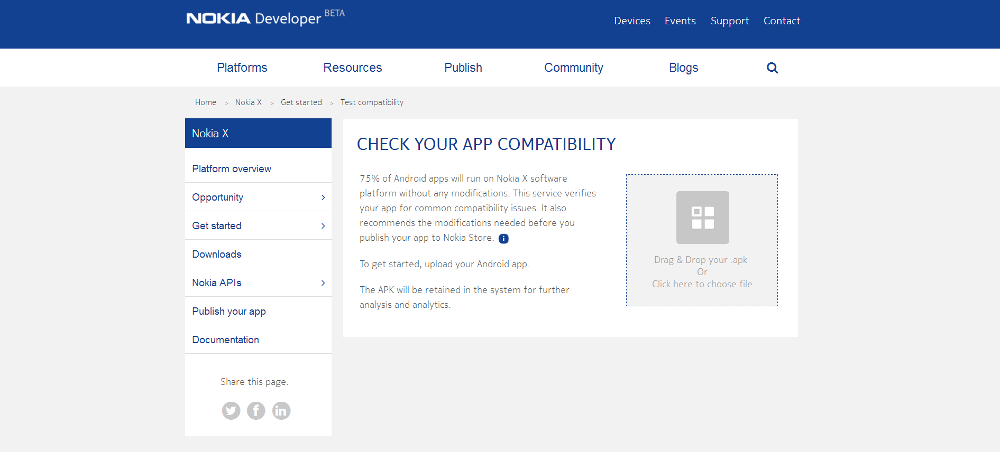 NOKIA Developer BETA
Devices Events Support Contact
Platforms Resources Publish Community Blogs
Home > Nokia X > Get started > Test compatibility
Nokia X
Platform overview
Opportunity
Get started
Downloads
Nokia APIs
Publish your app
Documentation
Share this page:
CHECK YOUR APP COMPATIBILITY
75% of Android apps will run on Nokia X software
platform without any modifications. This service verifies
your app for common compatibility issues. It also
recommends the modifications needed before you
publish your app to Nokia Store.
To get started, upload your Android app.
The APK will be retained in the system for further
analysis and analytics.
Drag & Drop your .apk
Or
Click here to choose file